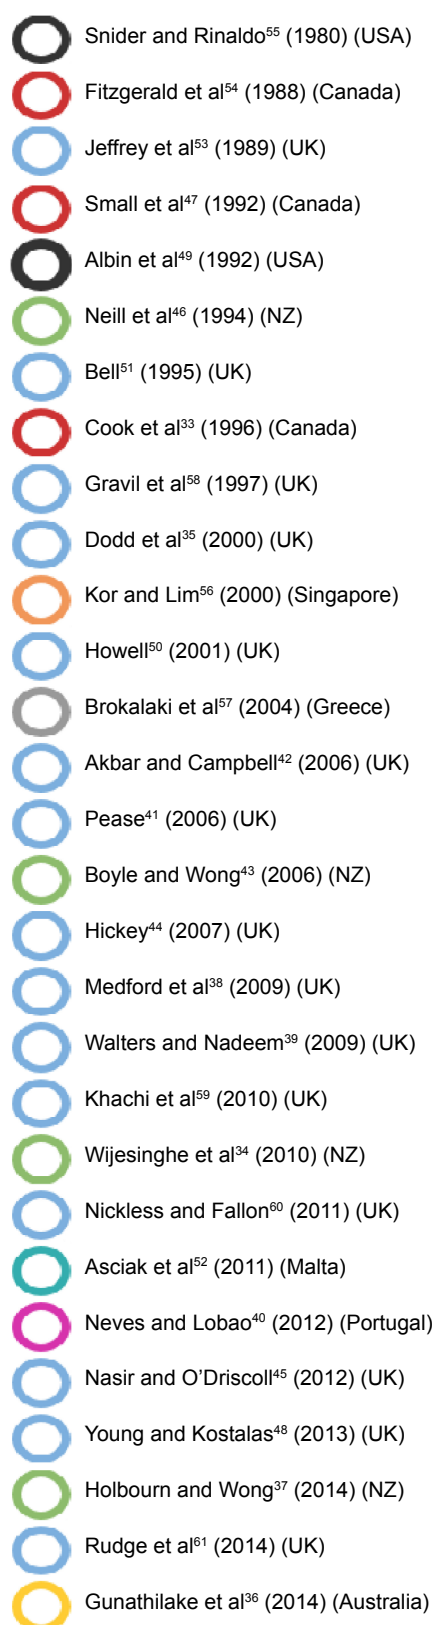 Snider and Rinaldo⁵⁵ (1980) (USA)
Fitzgerald et al⁵⁴ (1988) (Canada)
Jeffrey et al⁵³ (1989) (UK)
Small et al⁴⁷ (1992) (Canada)
Albin et al⁴⁹ (1992) (USA)
Neill et al⁴⁶ (1994) (NZ)
Bell⁵¹ (1995) (UK)
Cook et al³³ (1996) (Canada)
Gravil et al⁵⁸ (1997) (UK)
Dodd et al³⁵ (2000) (UK)
Kor and Lim⁵⁶ (2000) (Singapore)
Howell⁵⁰ (2001) (UK)
Brokalaki et al⁵⁷ (2004) (Greece)
Akbar and Campbell⁴² (2006) (UK)
Pease⁴¹ (2006) (UK)
Boyle and Wong⁴³ (2006) (NZ)
Hickey⁴⁴ (2007) (UK)
Medford et al³⁸ (2009) (UK)
Walters and Nadeem³⁹ (2009) (UK)
Khachi et al⁵⁹ (2010) (UK)
Wijesinghe et al³⁴ (2010) (NZ)
Nickless and Fallon⁶⁰ (2011) (UK)
Asciak et al⁵² (2011) (Malta)
Neves and Lobao⁴⁰ (2012) (Portugal)
Nasir and O’Driscoll⁴⁵ (2012) (UK)
Young and Kostalas⁴⁸ (2013) (UK)
Holbourn and Wong³⁷ (2014) (NZ)
Rudge et al⁶¹ (2014) (UK)
Gunathilake et al³⁶ (2014) (Australia)